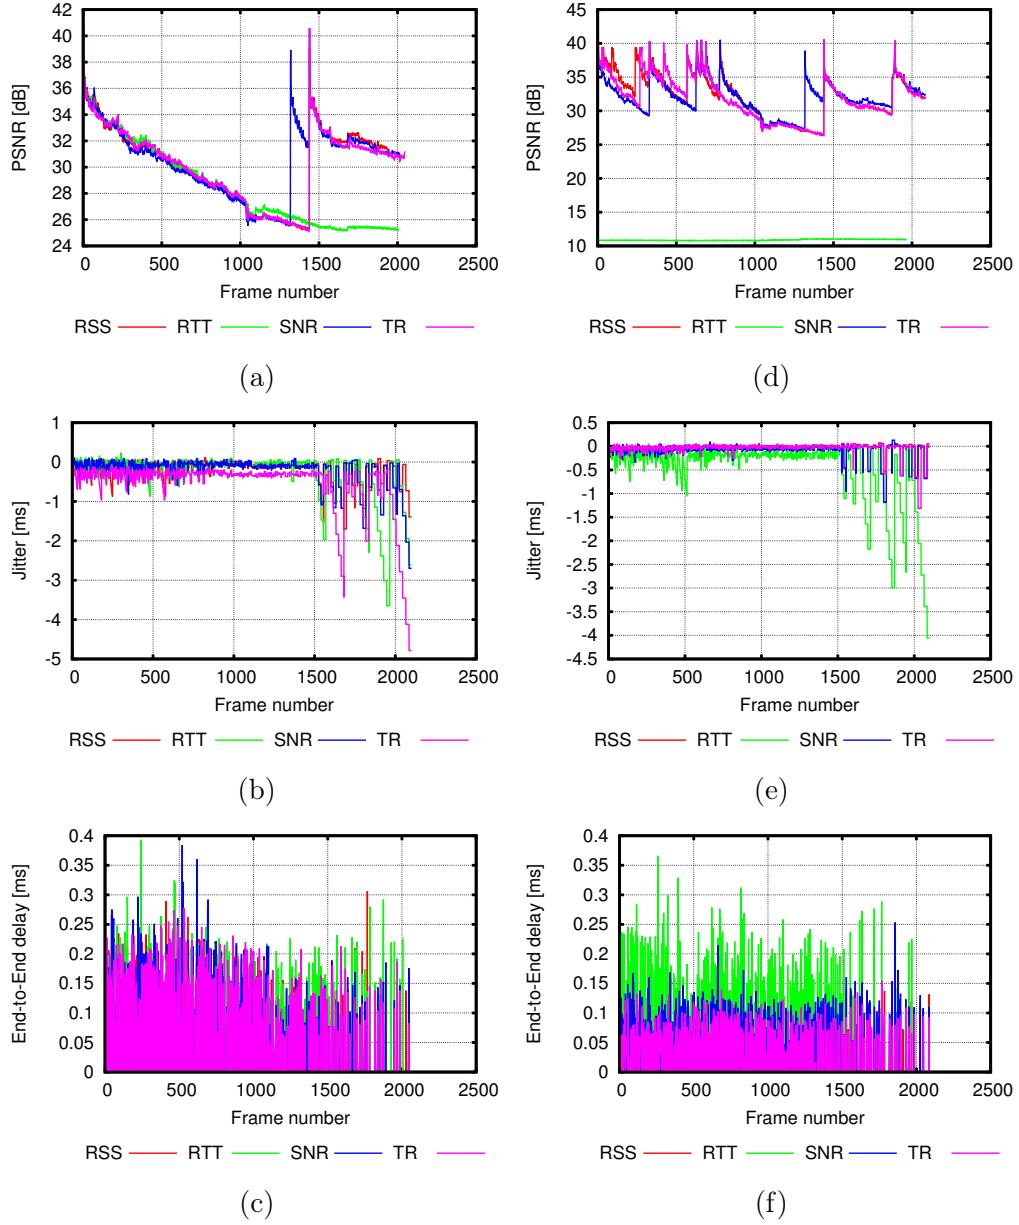 PSNR [dB]
42
40
38
36
34
32
30
28
26
24
0 500 1000 1500 2000 2500
Frame number
RSS RTT SNR TR
(a)
PSNR [dB]
45
40
35
30
25
20
15
10
0 500 1000 1500 2000 2500
Frame number
RSS RTT SNR TR
(d)
Jitter [ms]
1
0
-1
-2
-3
-4
-5
0 500 1000 1500 2000 2500
Frame number
RSS RTT SNR TR
(b)
Jitter [ms]
0.5
0
-0.5
-1
-1.5
-2
-2.5
-3
-3.5
-4
-4.5
0 500 1000 1500 2000 2500
Frame number
RSS RTT SNR TR
(e)
End-to-End delay [ms]
0.4
0.35
0.3
0.25
0.2
0.15
0.1
0.05
0
0 500 1000 1500 2000 2500
Frame number
RSS RTT SNR TR
(c)
End-to-End delay [ms]
0.4
0.35
0.3
0.25
0.2
0.15
0.1
0.05
0
0 500 1000 1500 2000 2500
Frame number
RSS RTT SNR TR
(f)